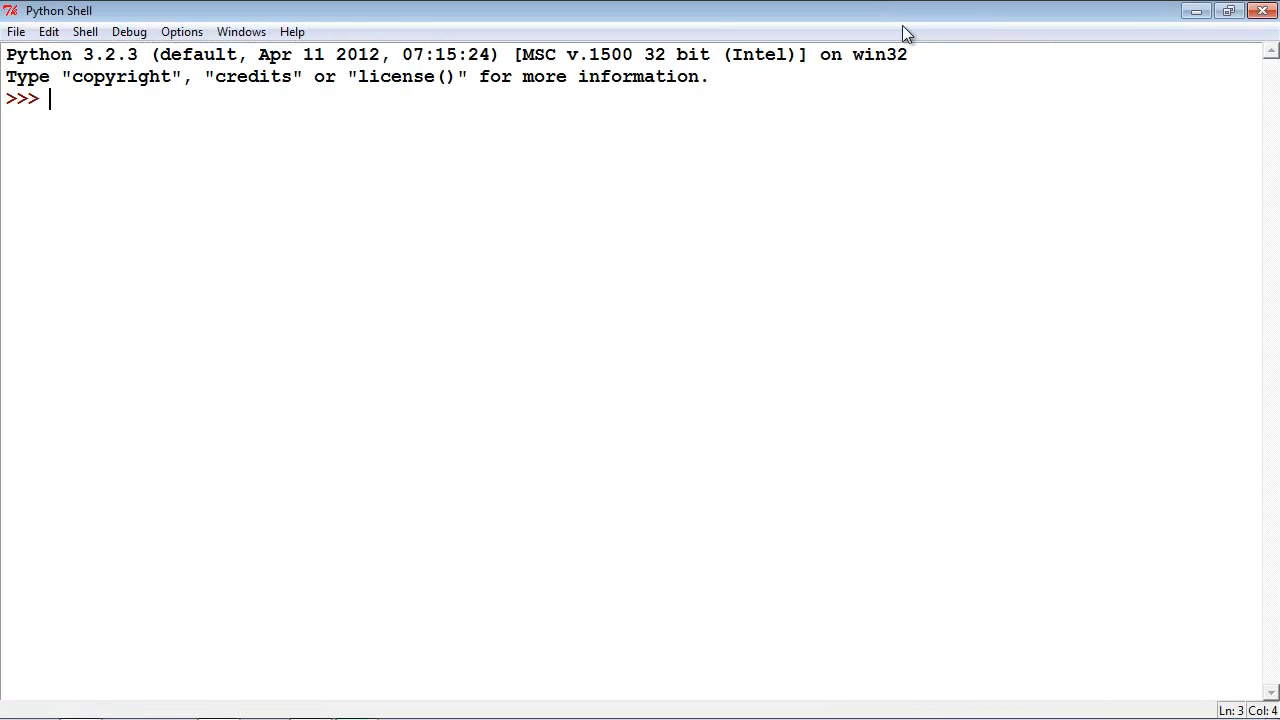 Python Shell
File Edit Shell Debug Options Windows Help
Python 3.2.3 (default, Apr 11 2012, 07:15:24) [MSC v.1500 32 bit (Intel)] on win32
Type "copyright", "credits" or "license()" for more information.
>>>
Ln: 3 Col: 4